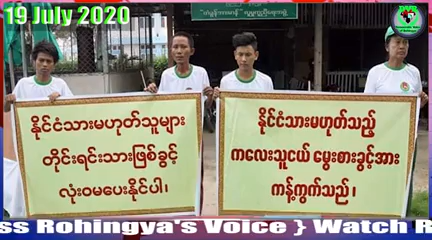 19 July 2020
နိုင်ငံသားမဟုတ်သူများ
တိုင်းရင်းသားဖြစ်ခွင့်
လုံးဝမပေးနိုင်ပါ၊
နိုင်ငံသားမဟုတ်သည့်
ကလေးသူငယ် မွေးစားခွင့်အား
ကန့်ကွက်သည်၊
ss Rohingya's Voice } Watch R